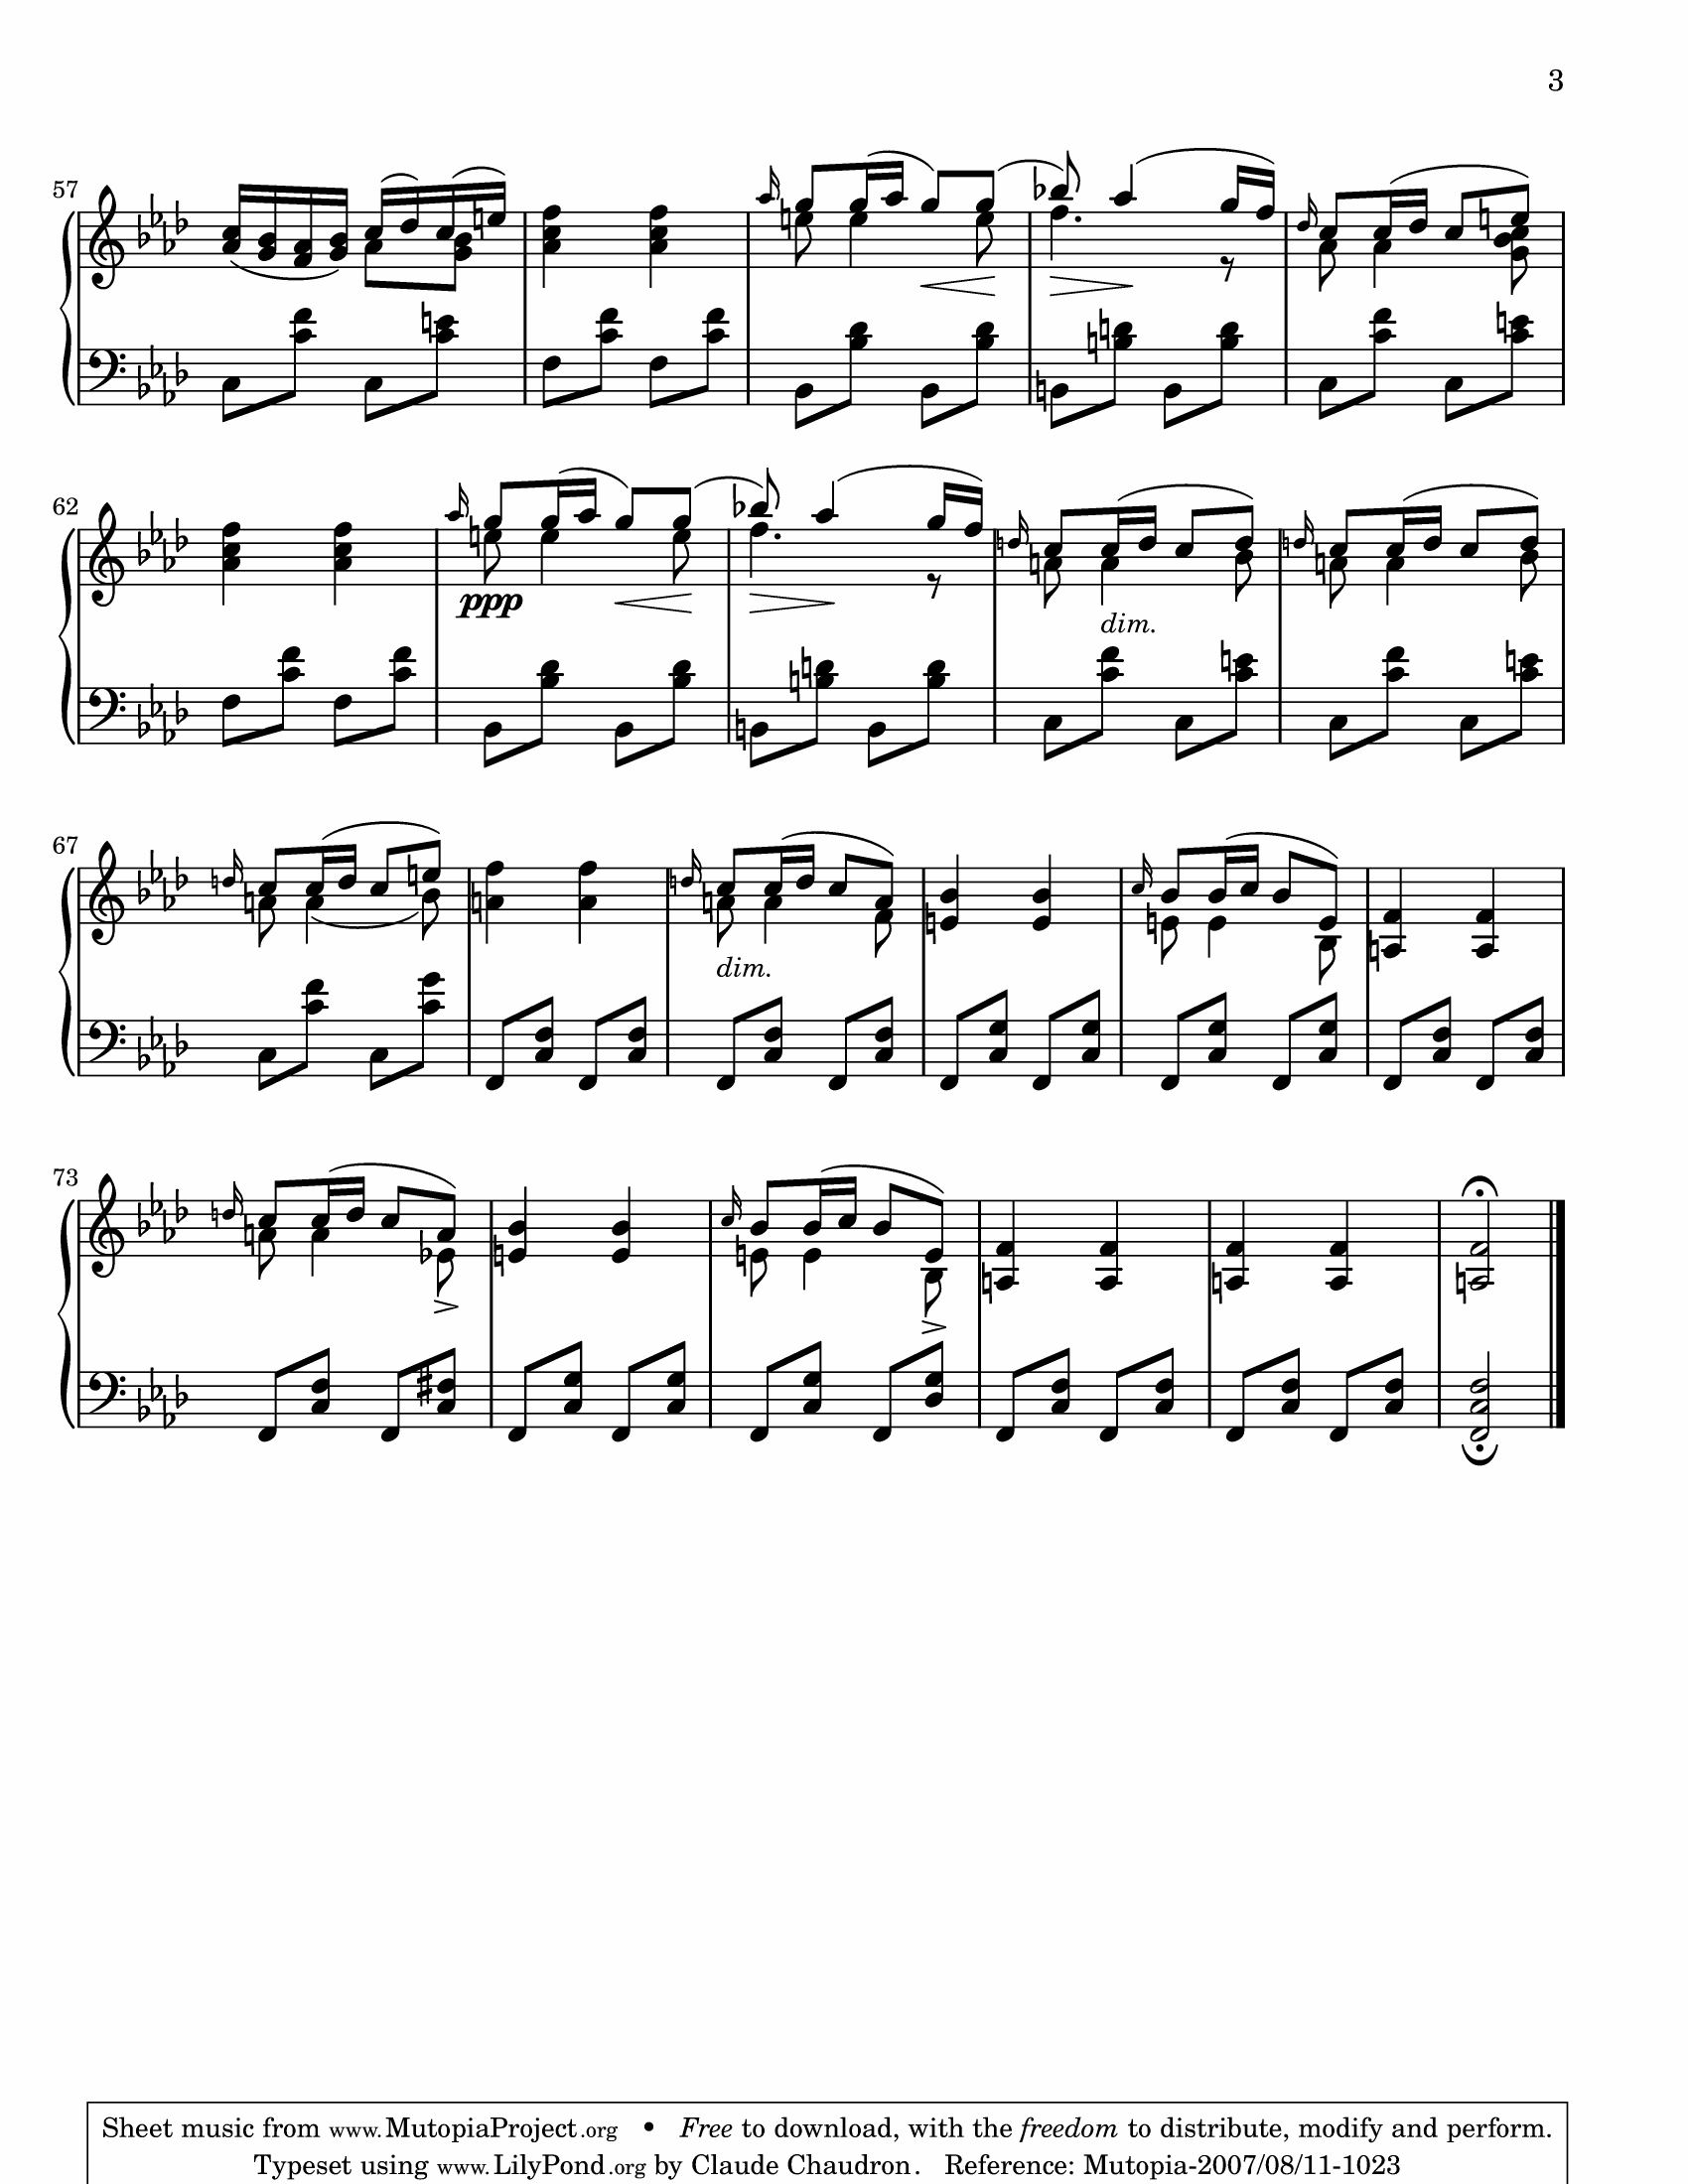 3
57
62
ppp
dim.
67
dim.
73
Sheet music from www.MutopiaProject.org • Free to download, with the freedom to distribute, modify and perform.
Typeset using www.LilyPond.org by Claude Chaudron. Reference: Mutopia-2007/08/11-1023